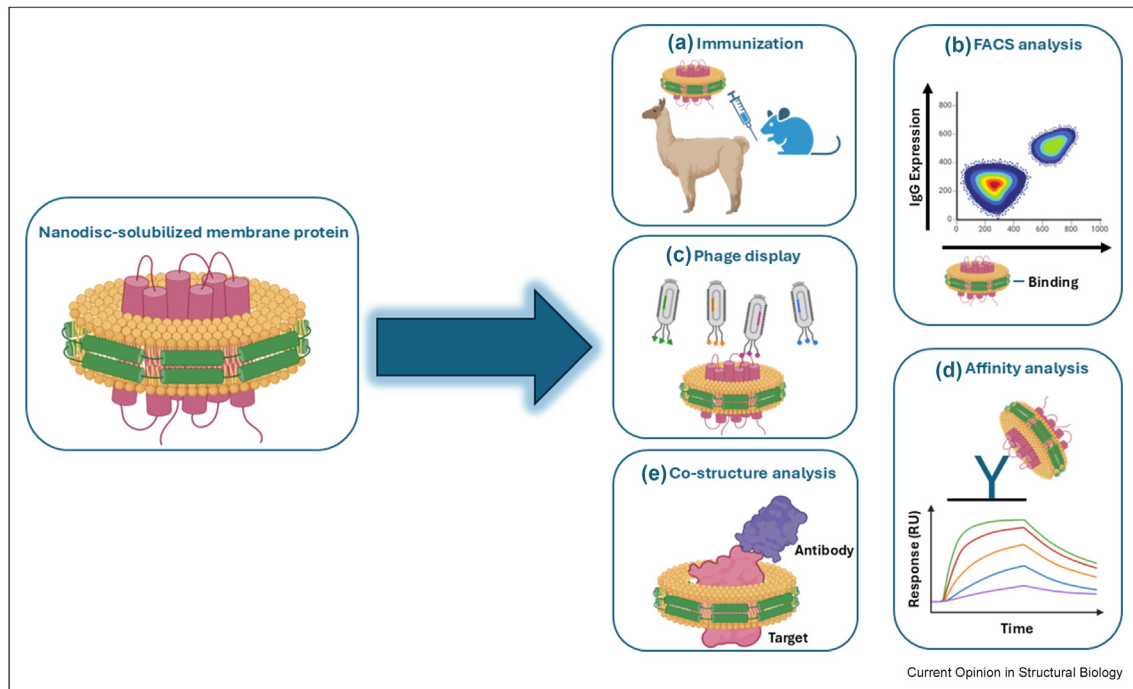 Nanodisc-solubilized membrane protein
(a) Immunization
(b) FACS analysis
IgG Expression
800
600
400
200
0
0 200 400 600 800 1000
Binding
(c) Phage display
(d) Affinity analysis
Response (RU)
Time
(e) Co-structure analysis
Antibody
Target
Current Opinion in Structural Biology